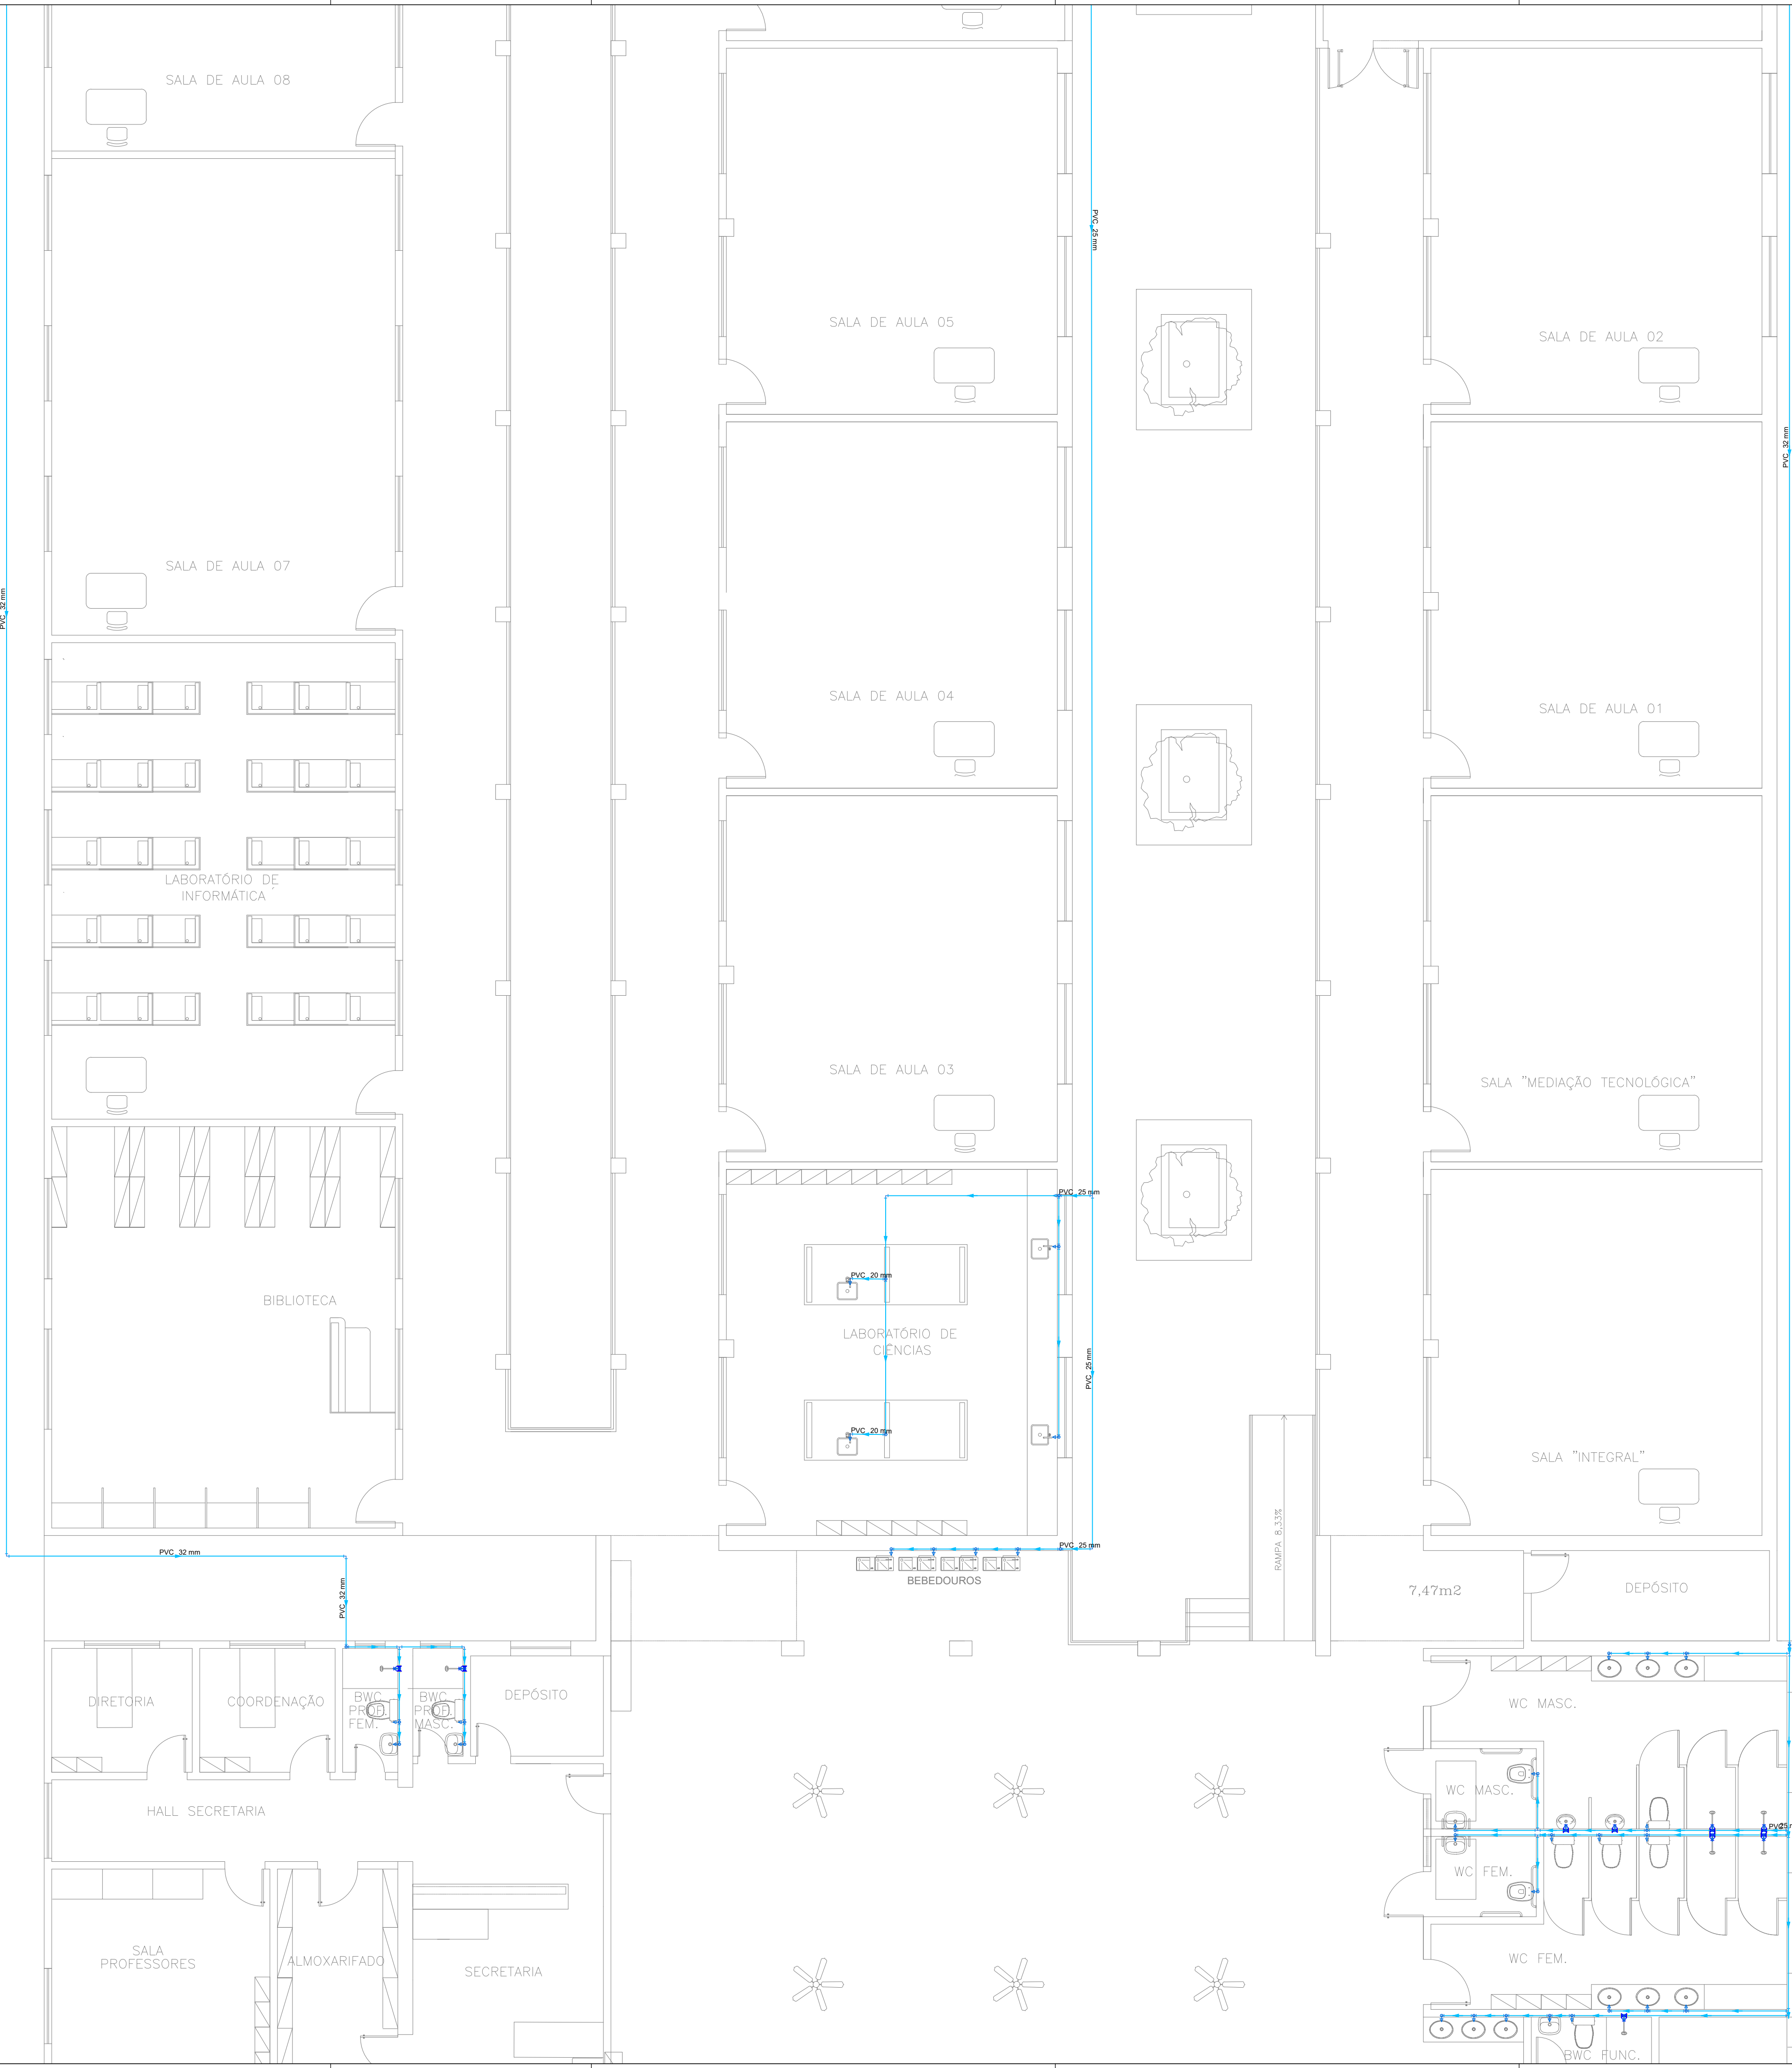 SALA DE AULA 08
PVC_25 mm
SALA DE AULA 05
SALA DE AULA 02
PVC_32 mm
SALA DE AULA 07
PVC_32 mm
SALA DE AULA 04
SALA DE AULA 01
LABORATÓRIO DE
INFORMÁTICA
SALA DE AULA 03
SALA "MEDIAÇÃO TECNOLÓGICA"
PVC_25 mm
PVC_20 mm
BIBLIOTECA
LABORATÓRIO DE
CIÊNCIAS
PVC_25 mm
PVC_20 mm
SALA "INTEGRAL"
RAMPA 8,33%
PVC_32 mm
PVC_25 mm
BEBEDOUROS
PVC_32 mm
7,47m2
DEPÓSITO
DIRETORIA
COORDENAÇÃO
BWC
PROF.
FEM.
BWC
PROF.
MASC.
DEPÓSITO
WC MASC.
WC MASC.
HALL SECRETARIA
WC FEM.
SALA
PROFESSORES
ALMOXARIFADO
SECRETARIA
WC FEM.
BWC FUNC.